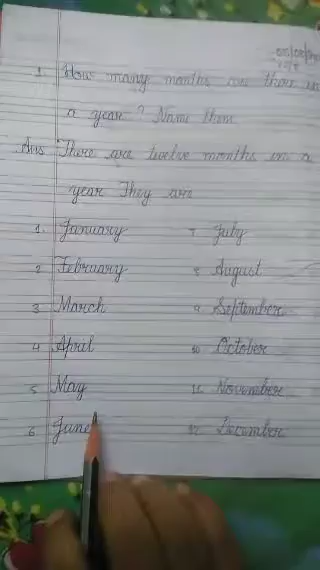 1. How many months are there in
a year? Name them
Ans There are twelve months in a
year They are
1. January 7 July
2 February 8 August
3 March 9 September
4 April 10 October
5 May 11 November
6 June 12 December